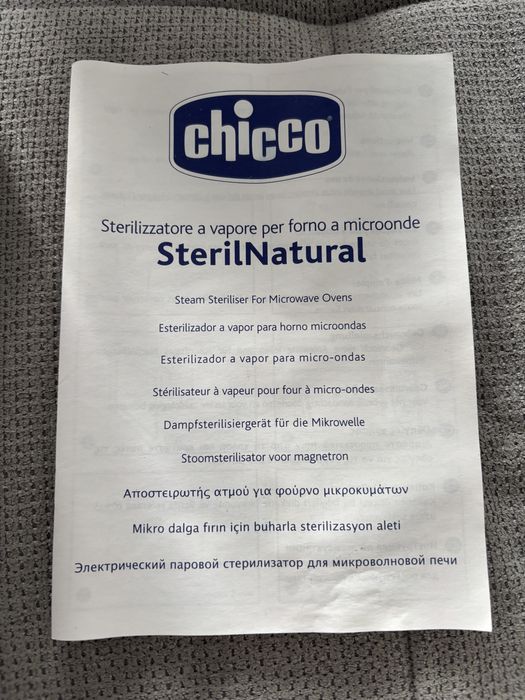 chicco
Sterilizzatore a vapore per forno a microonde
SterilNatural
Steam Steriliser For Microwave Ovens
Esterilizador a vapor para horno microondas
Esterilizador a vapor para micro-ondas
Stérilisateur à vapeur pour four à micro-ondes
Dampfsterilisiergerät für die Mikrowelle
Stoomsterilisator voor magnetron
Αποστειρωτής ατμού για φούρνο μικροκυμάτων
Mikro dalga fırın için buharla sterilizasyon aleti
Электрический паровой стерилизатор для микроволновой печи